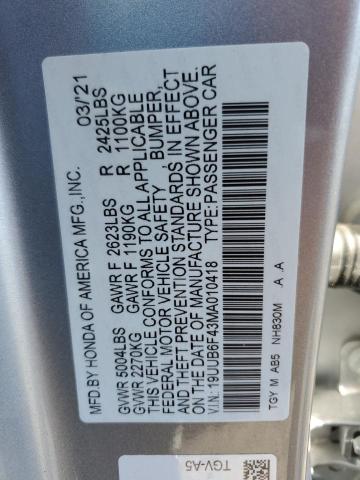 MFD BY HONDA OF AMERICA MFG.,INC. 03/'21
GVWR 5004LBS GAWR F 2623LBS R 2425LBS
GVWR 2270KG GAWR F 1190KG R 1100KG
THIS VEHICLE CONFORMS TO ALL APPLICABLE
FEDERAL MOTOR VEHICLE SAFETY , BUMPER,
AND THEFT PREVENTION STANDARDS IN EFFECT
ON THE DATE OF MANUFACTURE SHOWN ABOVE.
V.I.N: 19UUB6F43MA010418 TYPE:PASSENGER CAR
TGY M AB5 NH830M A .A
TGV-A5